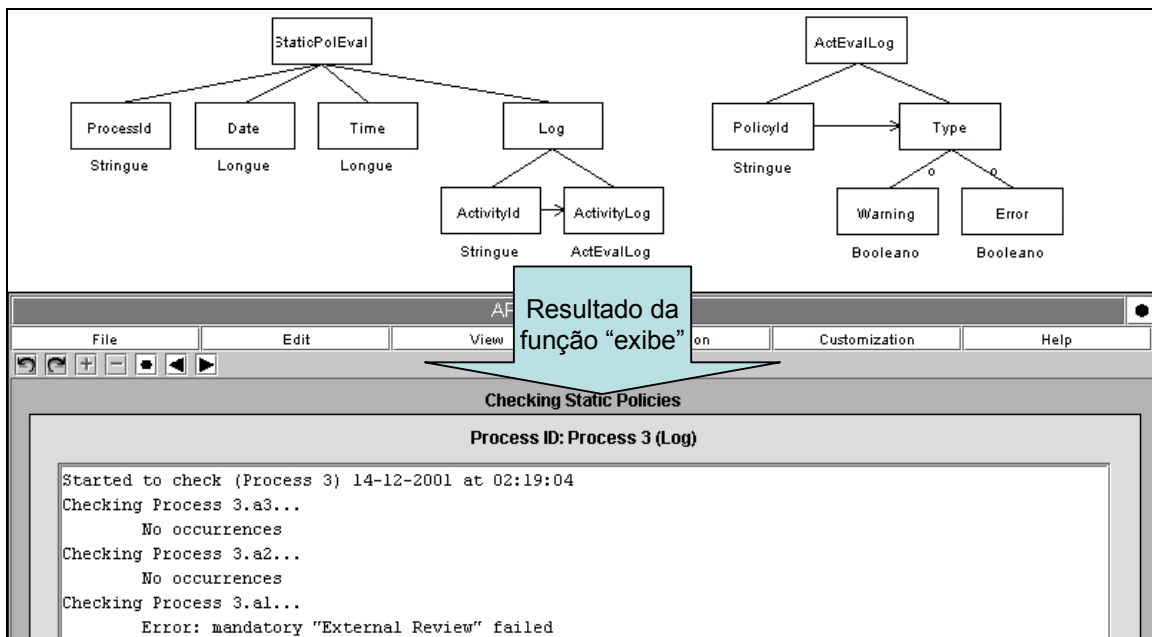 StaticPolEval
ActEvalLog
ProcessId
Date
Time
Log
PolicyId
Type
Stringue
Longue
Longue
Stringue
o
o
ActivityId
ActivityLog
Warning
Error
Stringue
ActEvalLog
Booleano
Booleano
Resultado da
função “exibe”
File
Edit
View
Customization
Help
Checking Static Policies
Process ID: Process 3 (Log)
Started to check (Process 3) 14-12-2001 at 02:19:04
Checking Process 3.a3...
No occurrences
Checking Process 3.a2...
No occurrences
Checking Process 3.a1...
Error: mandatory "External Review" failed